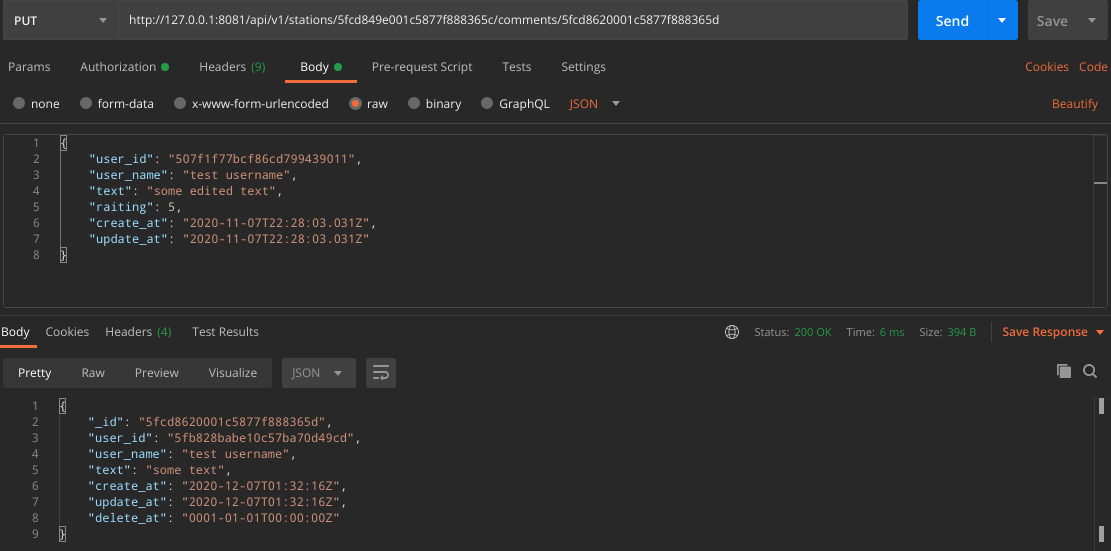 PUT http://127.0.0.1:8081/api/v1/stations/5fcd849e001c5877f888365c/comments/5fcd8620001c5877f888365d Send Save
Params Authorization Headers (9) Body Pre-request Script Tests Settings Cookies Code
none form-data x-www-form-urlencoded raw binary GraphQL JSON Beautify
1 {
2 "user_id": "507f1f77bcf86cd799439011",
3 "user_name": "test username",
4 "text": "some edited text",
5 "raiting": 5,
6 "create_at": "2020-11-07T22:28:03.031Z",
7 "update_at": "2020-11-07T22:28:03.031Z"
8 }
Body Cookies Headers (4) Test Results Status: 200 OK Time: 6 ms Size: 394 B Save Response
Pretty Raw Preview Visualize JSON
1 {
2 "_id": "5fcd8620001c5877f888365d",
3 "user_id": "5fb828babe10c57ba70d49cd",
4 "user_name": "test username",
5 "text": "some text",
6 "create_at": "2020-12-07T01:32:16Z",
7 "update_at": "2020-12-07T01:32:16Z",
8 "delete_at": "0001-01-01T00:00:00Z"
9 }